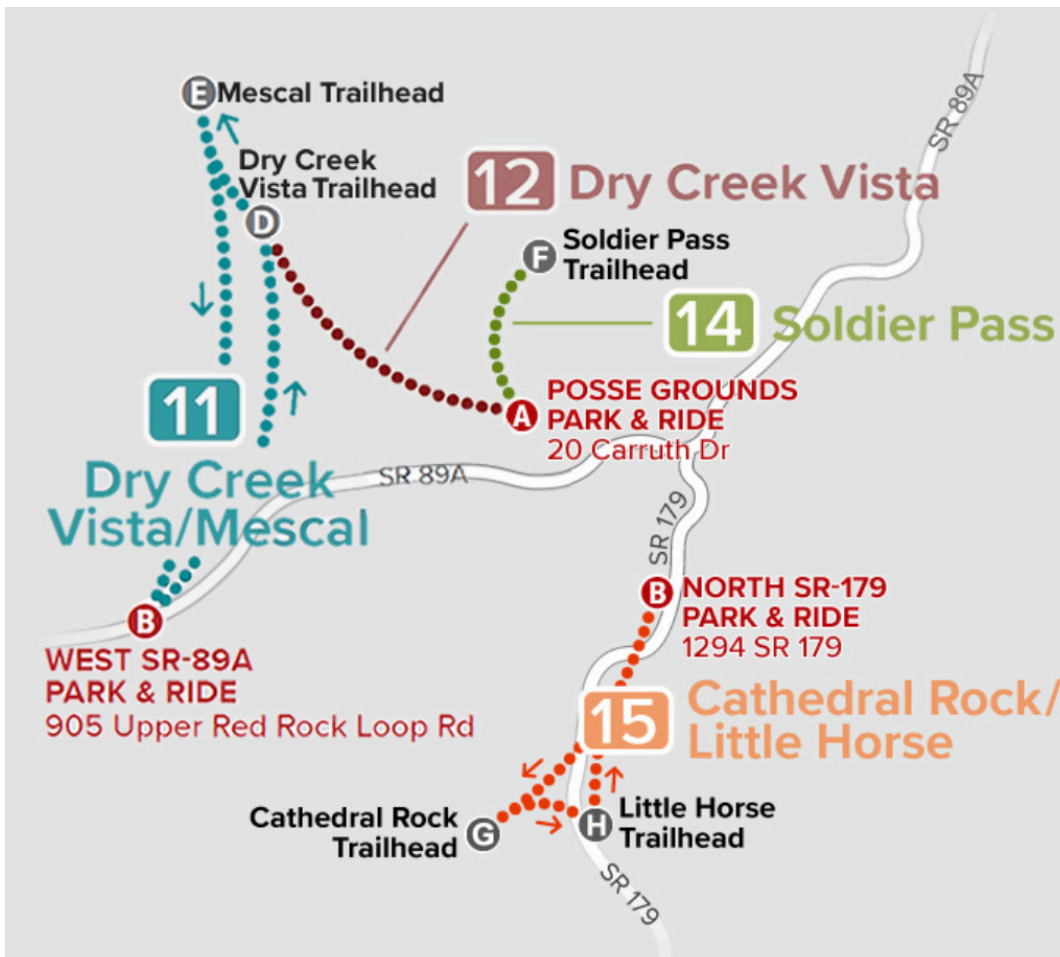 SR 89A
E
Mescal Trailhead
Dry Creek
Vista Trailhead
D
12
Dry Creek Vista
F
Soldier Pass
Trailhead
14
Soldier Pass
11
Dry Creek
Vista/Mescal
A
POSSE GROUNDS
PARK & RIDE
20 Carruth Dr
SR 89A
SR 179
B
WEST SR-89A
PARK & RIDE
905 Upper Red Rock Loop Rd
B
NORTH SR-179
PARK & RIDE
1294 SR 179
15
Cathedral Rock/
Little Horse
Cathedral Rock
Trailhead
G
H
Little Horse
Trailhead
SR 179